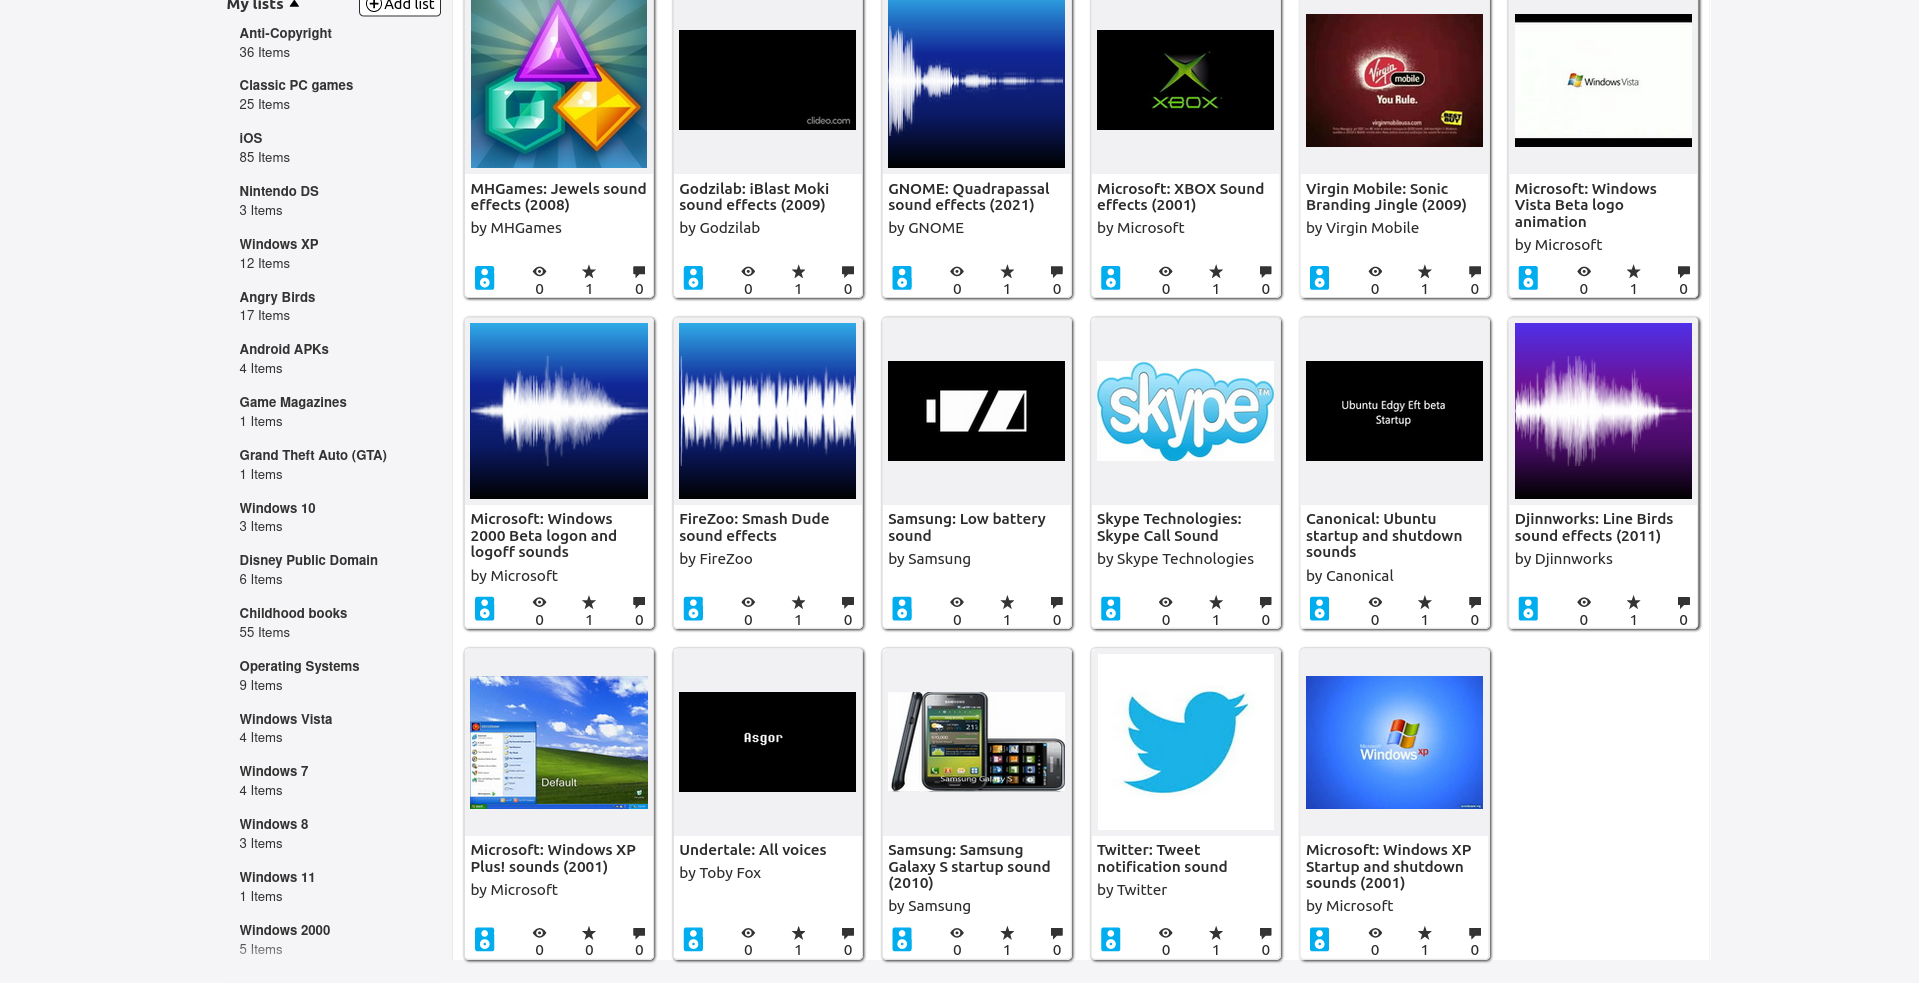 My lists
Add list
Anti-Copyright
36 Items
Classic PC games
25 Items
iOS
85 Items
Nintendo DS
3 Items
Windows XP
12 Items
Angry Birds
17 Items
Android APKs
4 Items
Game Magazines
1 Items
Grand Theft Auto (GTA)
1 Items
Windows 10
3 Items
Disney Public Domain
6 Items
Childhood books
55 Items
Operating Systems
9 Items
Windows Vista
4 Items
Windows 7
4 Items
Windows 8
3 Items
Windows 11
1 Items
Windows 2000
5 Items
MHGames: Jewels sound
effects (2008)
by MHGames
0 1 0
clideo.com
Godzilab: iBlast Moki
sound effects (2009)
by Godzilab
0 1 0
GNOME: Quadrapassal
sound effects (2021)
by GNOME
0 1 0
XBOX
Microsoft: XBOX Sound
effects (2001)
by Microsoft
0 1 0
Virgin
mobile
You Rule.
virginmobileusa.com
BEST
BUY
Virgin Mobile: Sonic
Branding Jingle (2009)
by Virgin Mobile
0 1 0
Windows Vista
Microsoft: Windows
Vista Beta logo
animation
by Microsoft
0 1 0
Microsoft: Windows
2000 Beta logon and
logoff sounds
by Microsoft
0 1 0
FireZoo: Smash Dude
sound effects
by FireZoo
0 1 0
Samsung: Low battery
sound
by Samsung
0 1 0
skype™
Skype Technologies:
Skype Call Sound
by Skype Technologies
0 1 0
Ubuntu Edgy Eft beta
Startup
Canonical: Ubuntu
startup and shutdown
sounds
by Canonical
0 1 0
Djinnworks: Line Birds
sound effects (2011)
by Djinnworks
0 1 0
Default
Microsoft: Windows XP
Plus! sounds (2001)
by Microsoft
0 0 0
Asgor
Undertale: All voices
by Toby Fox
0 1 0
Samsung Galaxy S
Samsung: Samsung
Galaxy S startup sound
(2010)
by Samsung
0 1 0
Twitter: Tweet
notification sound
by Twitter
0 1 0
Microsoft
Windows xp
Microsoft: Windows XP
Startup and shutdown
sounds (2001)
by Microsoft
0 1 0